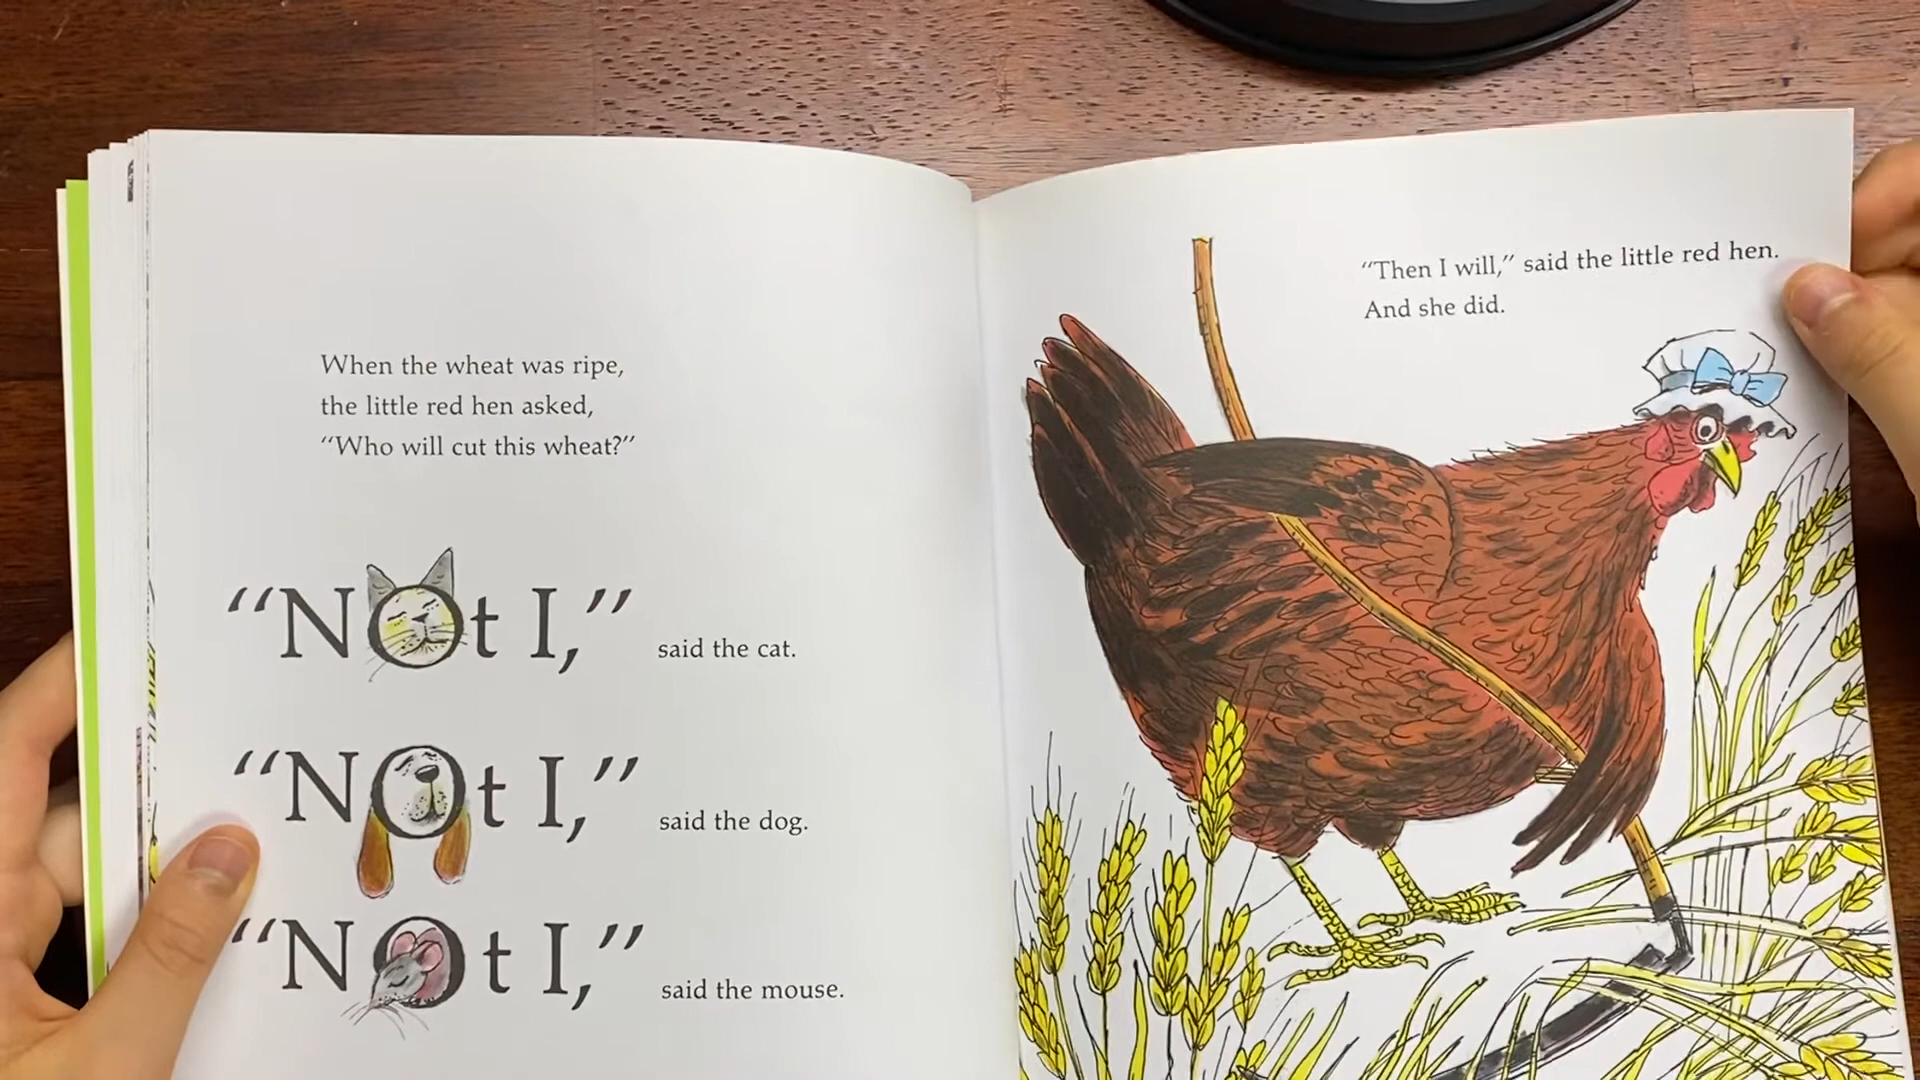 When the wheat was ripe,
the little red hen asked,
“Who will cut this wheat?”
“Not I,” said the cat.
“Not I,” said the dog.
“Not I,” said the mouse.
“Then I will,” said the little red hen.
And she did.